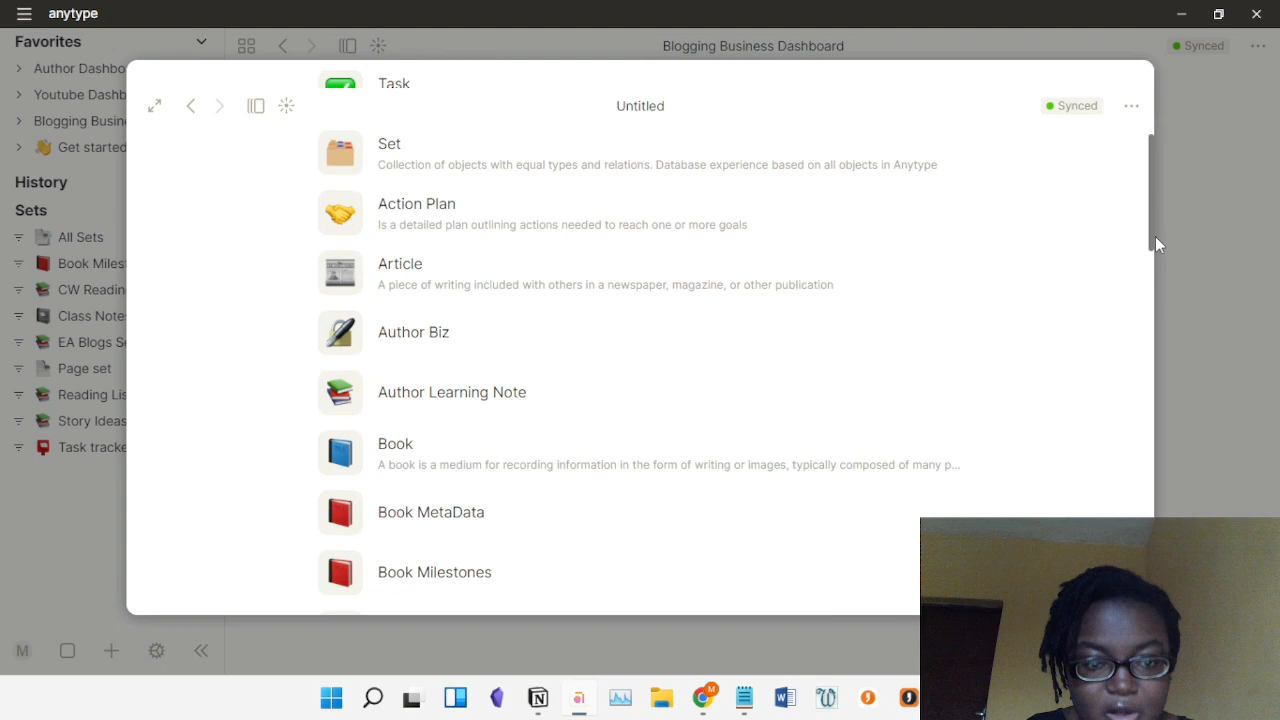 anytype
Favorites
Blogging Business Dashboard
Synced
Author Dashbo
Youtube Dashb
Blogging Busin
Get started
History
Sets
All Sets
Book Milest
CW Readin
Class Note
EA Blogs Se
Page set
Reading Lis
Story Ideas
Task tracke
M
Task
Untitled
Synced
Set
Collection of objects with equal types and relations. Database experience based on all objects in Anytype
Action Plan
Is a detailed plan outlining actions needed to reach one or more goals
Article
A piece of writing included with others in a newspaper, magazine, or other publication
Author Biz
Author Learning Note
Book
A book is a medium for recording information in the form of writing or images, typically composed of many p...
Book MetaData
Book Milestones